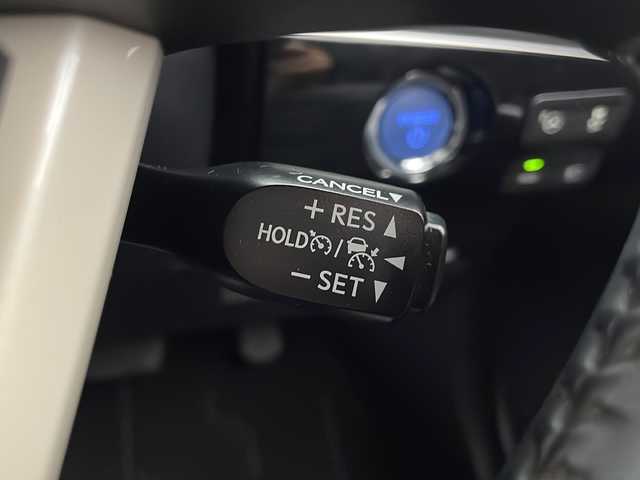 CANCEL▼
+ RES ▲
HOLD / ◄
− SET ▼